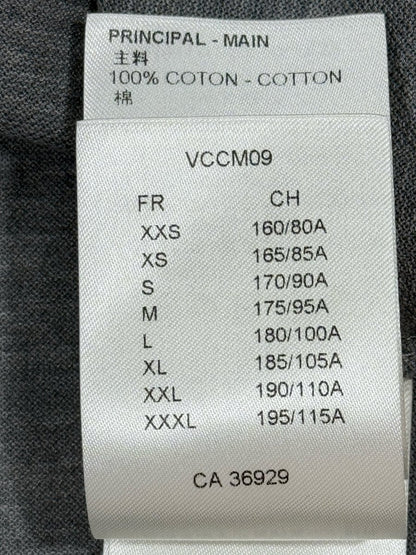 PRINCIPAL - MAIN
主料
100% COTON - COTTON
棉
VCCM09
FR CH
XXS 160/80A
XS 165/85A
S 170/90A
M 175/95A
L 180/100A
XL 185/105A
XXL 190/110A
XXXL 195/115A
CA 36929